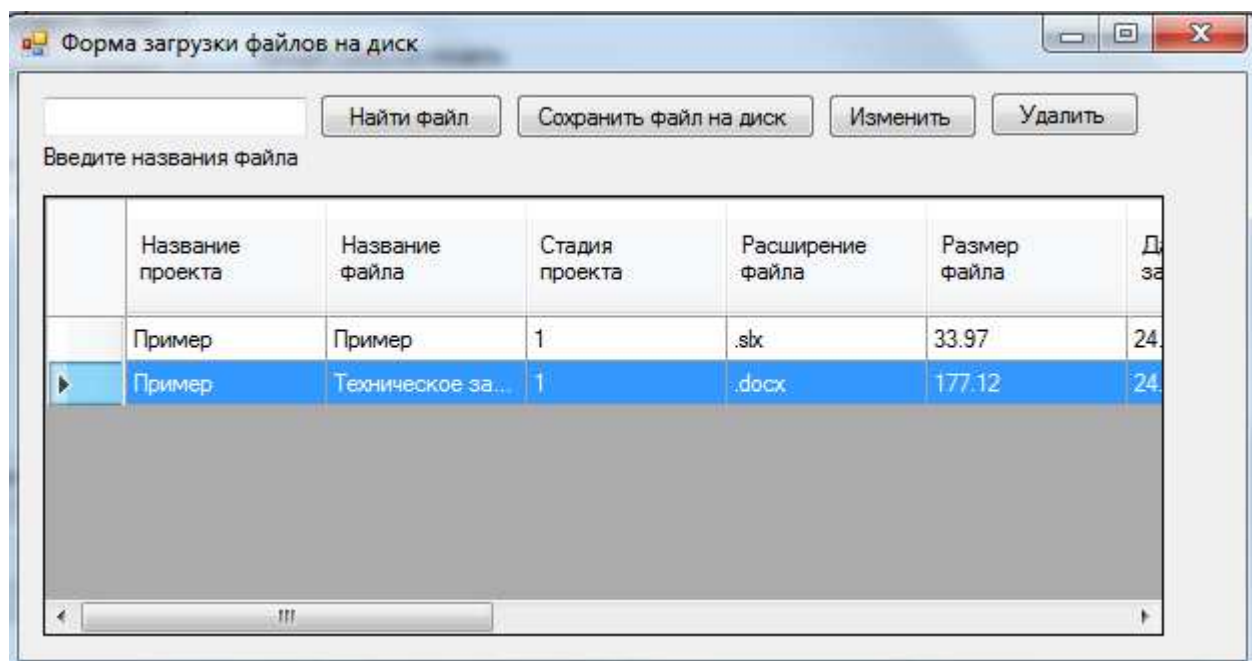 Форма загрузки файлов на диск
Найти файл Сохранить файл на диск Изменить Удалить
Введите названия файла
Название проекта Название файла Стадия проекта Расширение файла Размер файла
Пример Пример 1 .slx 33.97 24.
Пример Техническое за... 1 .docx 177.12 24.